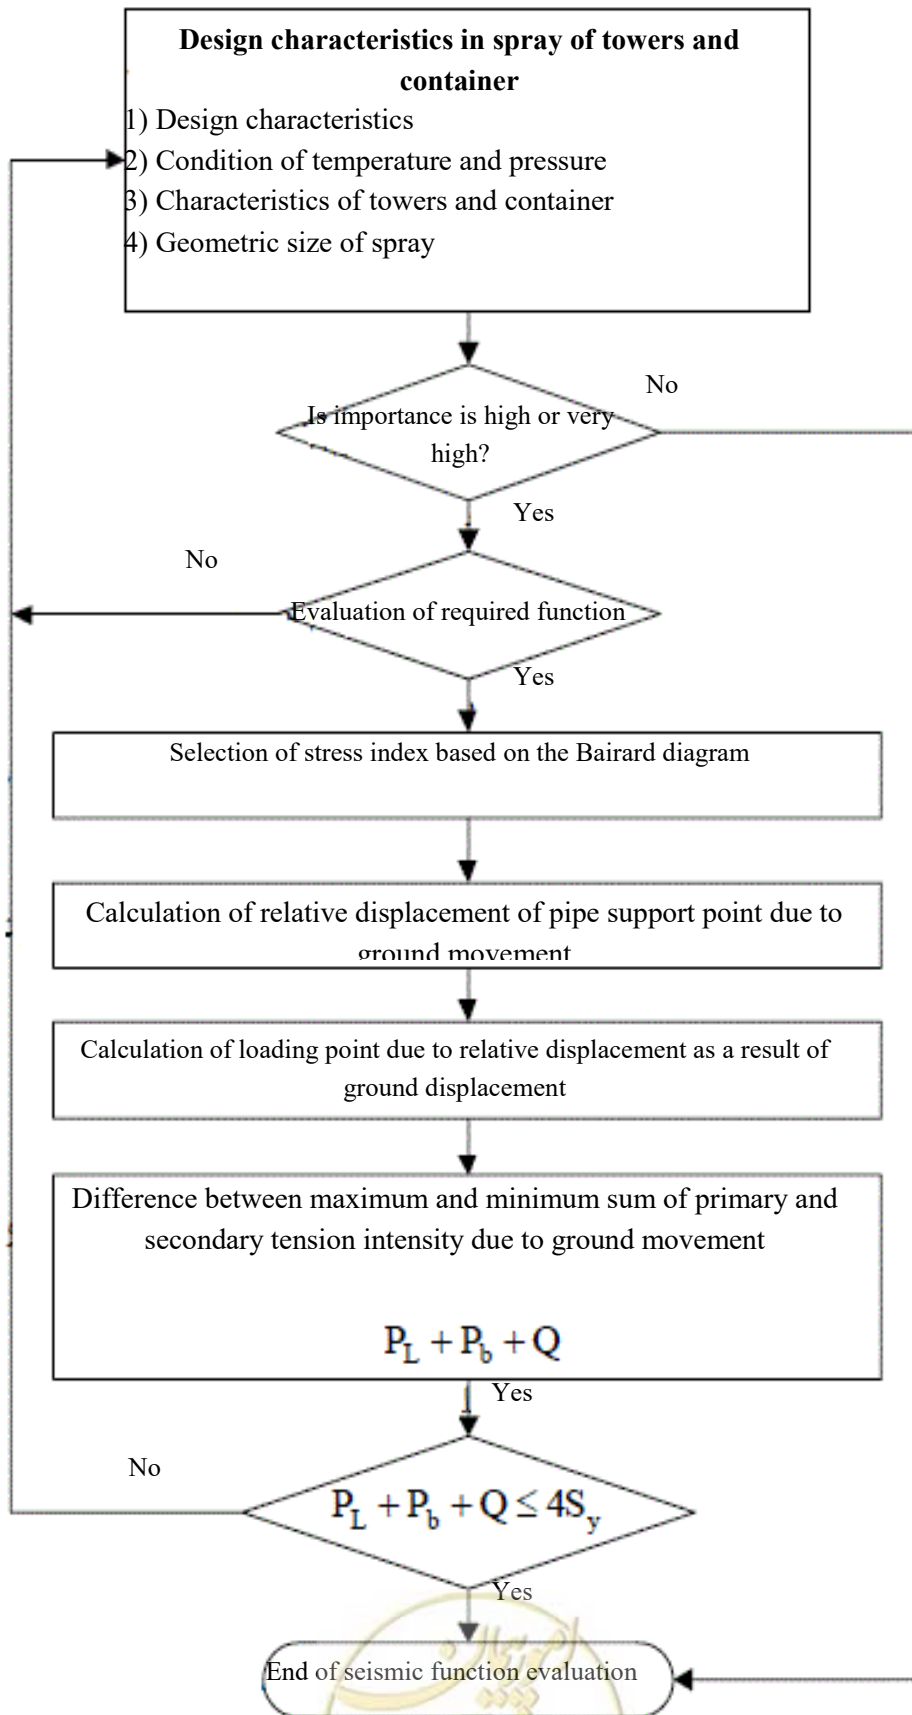 Design characteristics in spray of towers and
container
1) Design characteristics
2) Condition of temperature and pressure
3) Characteristics of towers and container
4) Geometric size of spray
No
Is importance is high or very
high?
Yes
No
Evaluation of required function
Yes
Selection of stress index based on the Bairard diagram
Calculation of relative displacement of pipe support point due to
ground movement
Calculation of loading point due to relative displacement as a result of
ground displacement
Difference between maximum and minimum sum of primary and
secondary tension intensity due to ground movement
P_L + P_b + Q
Yes
No
P_L + P_b + Q ≤ 4S_y
Yes
End of seismic function evaluation